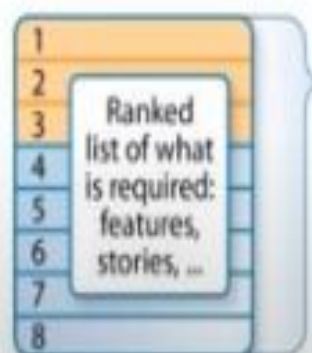 1
2
3
4
5
6
7
8
Ranked
list of what
is required:
features,
stories, ...